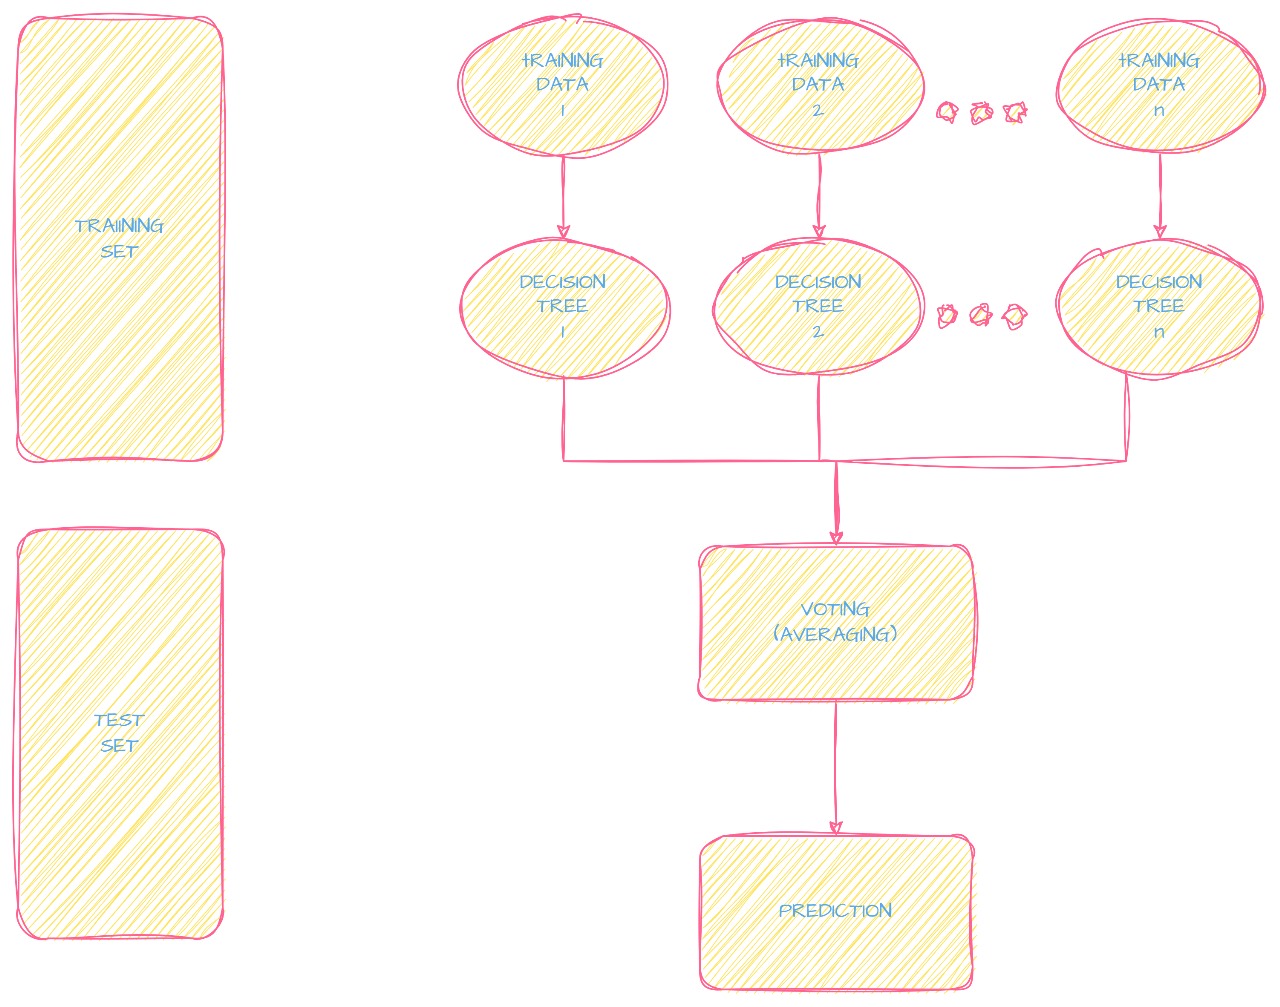 TRAIINING
SET
tRAINING
DATA
1
tRAINING
DATA
2
tRAINING
DATA
n
DECISION
TREE
1
DECISION
TREE
2
DECISION
TREE
n
VOTING
(AVERAGING)
TEST
SET
PREDICTION